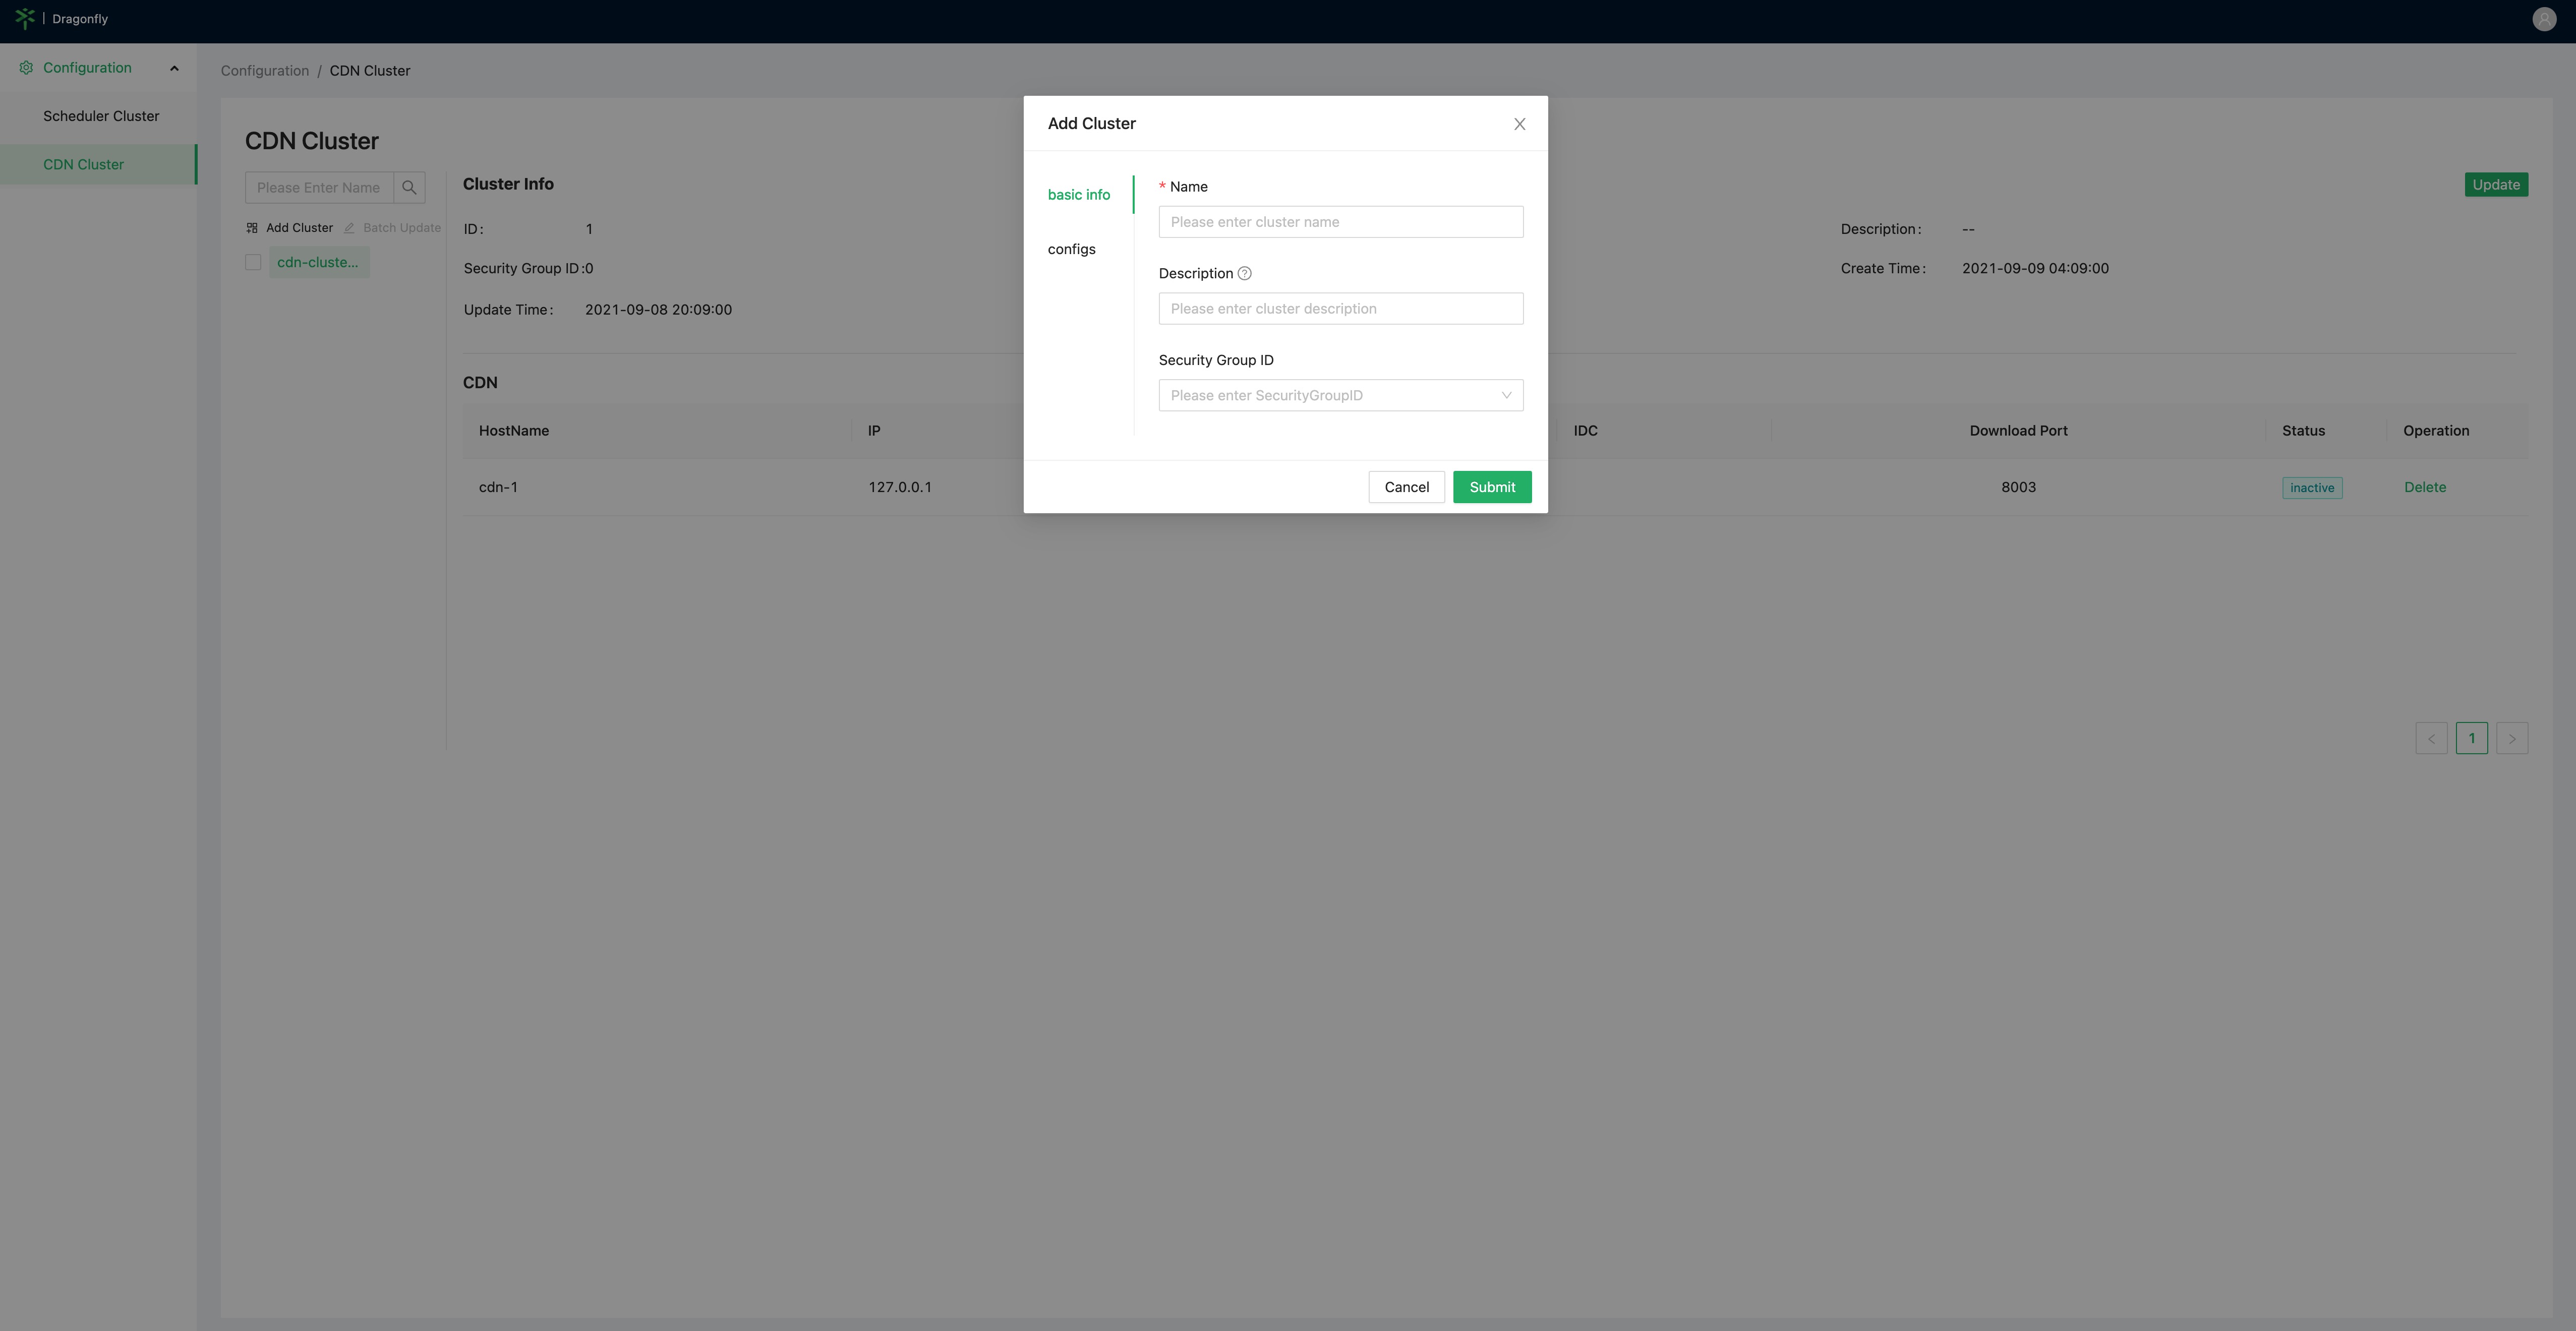 Dragonfly
Configuration
Scheduler Cluster
CDN Cluster
Configuration / CDN Cluster
CDN Cluster
Please Enter Name
Add Cluster
Batch Update
cdn-cluste...
Cluster Info
Update
ID: 1
Description: --
Security Group ID:0
Create Time: 2021-09-09 04:09:00
Update Time: 2021-09-08 20:09:00
CDN
HostName IP IDC Download Port Status Operation
cdn-1 127.0.0.1 8003 inactive Delete
1
Add Cluster
basic info
configs
* Name
Please enter cluster name
Description
Please enter cluster description
Security Group ID
Please enter SecurityGroupID
Cancel
Submit